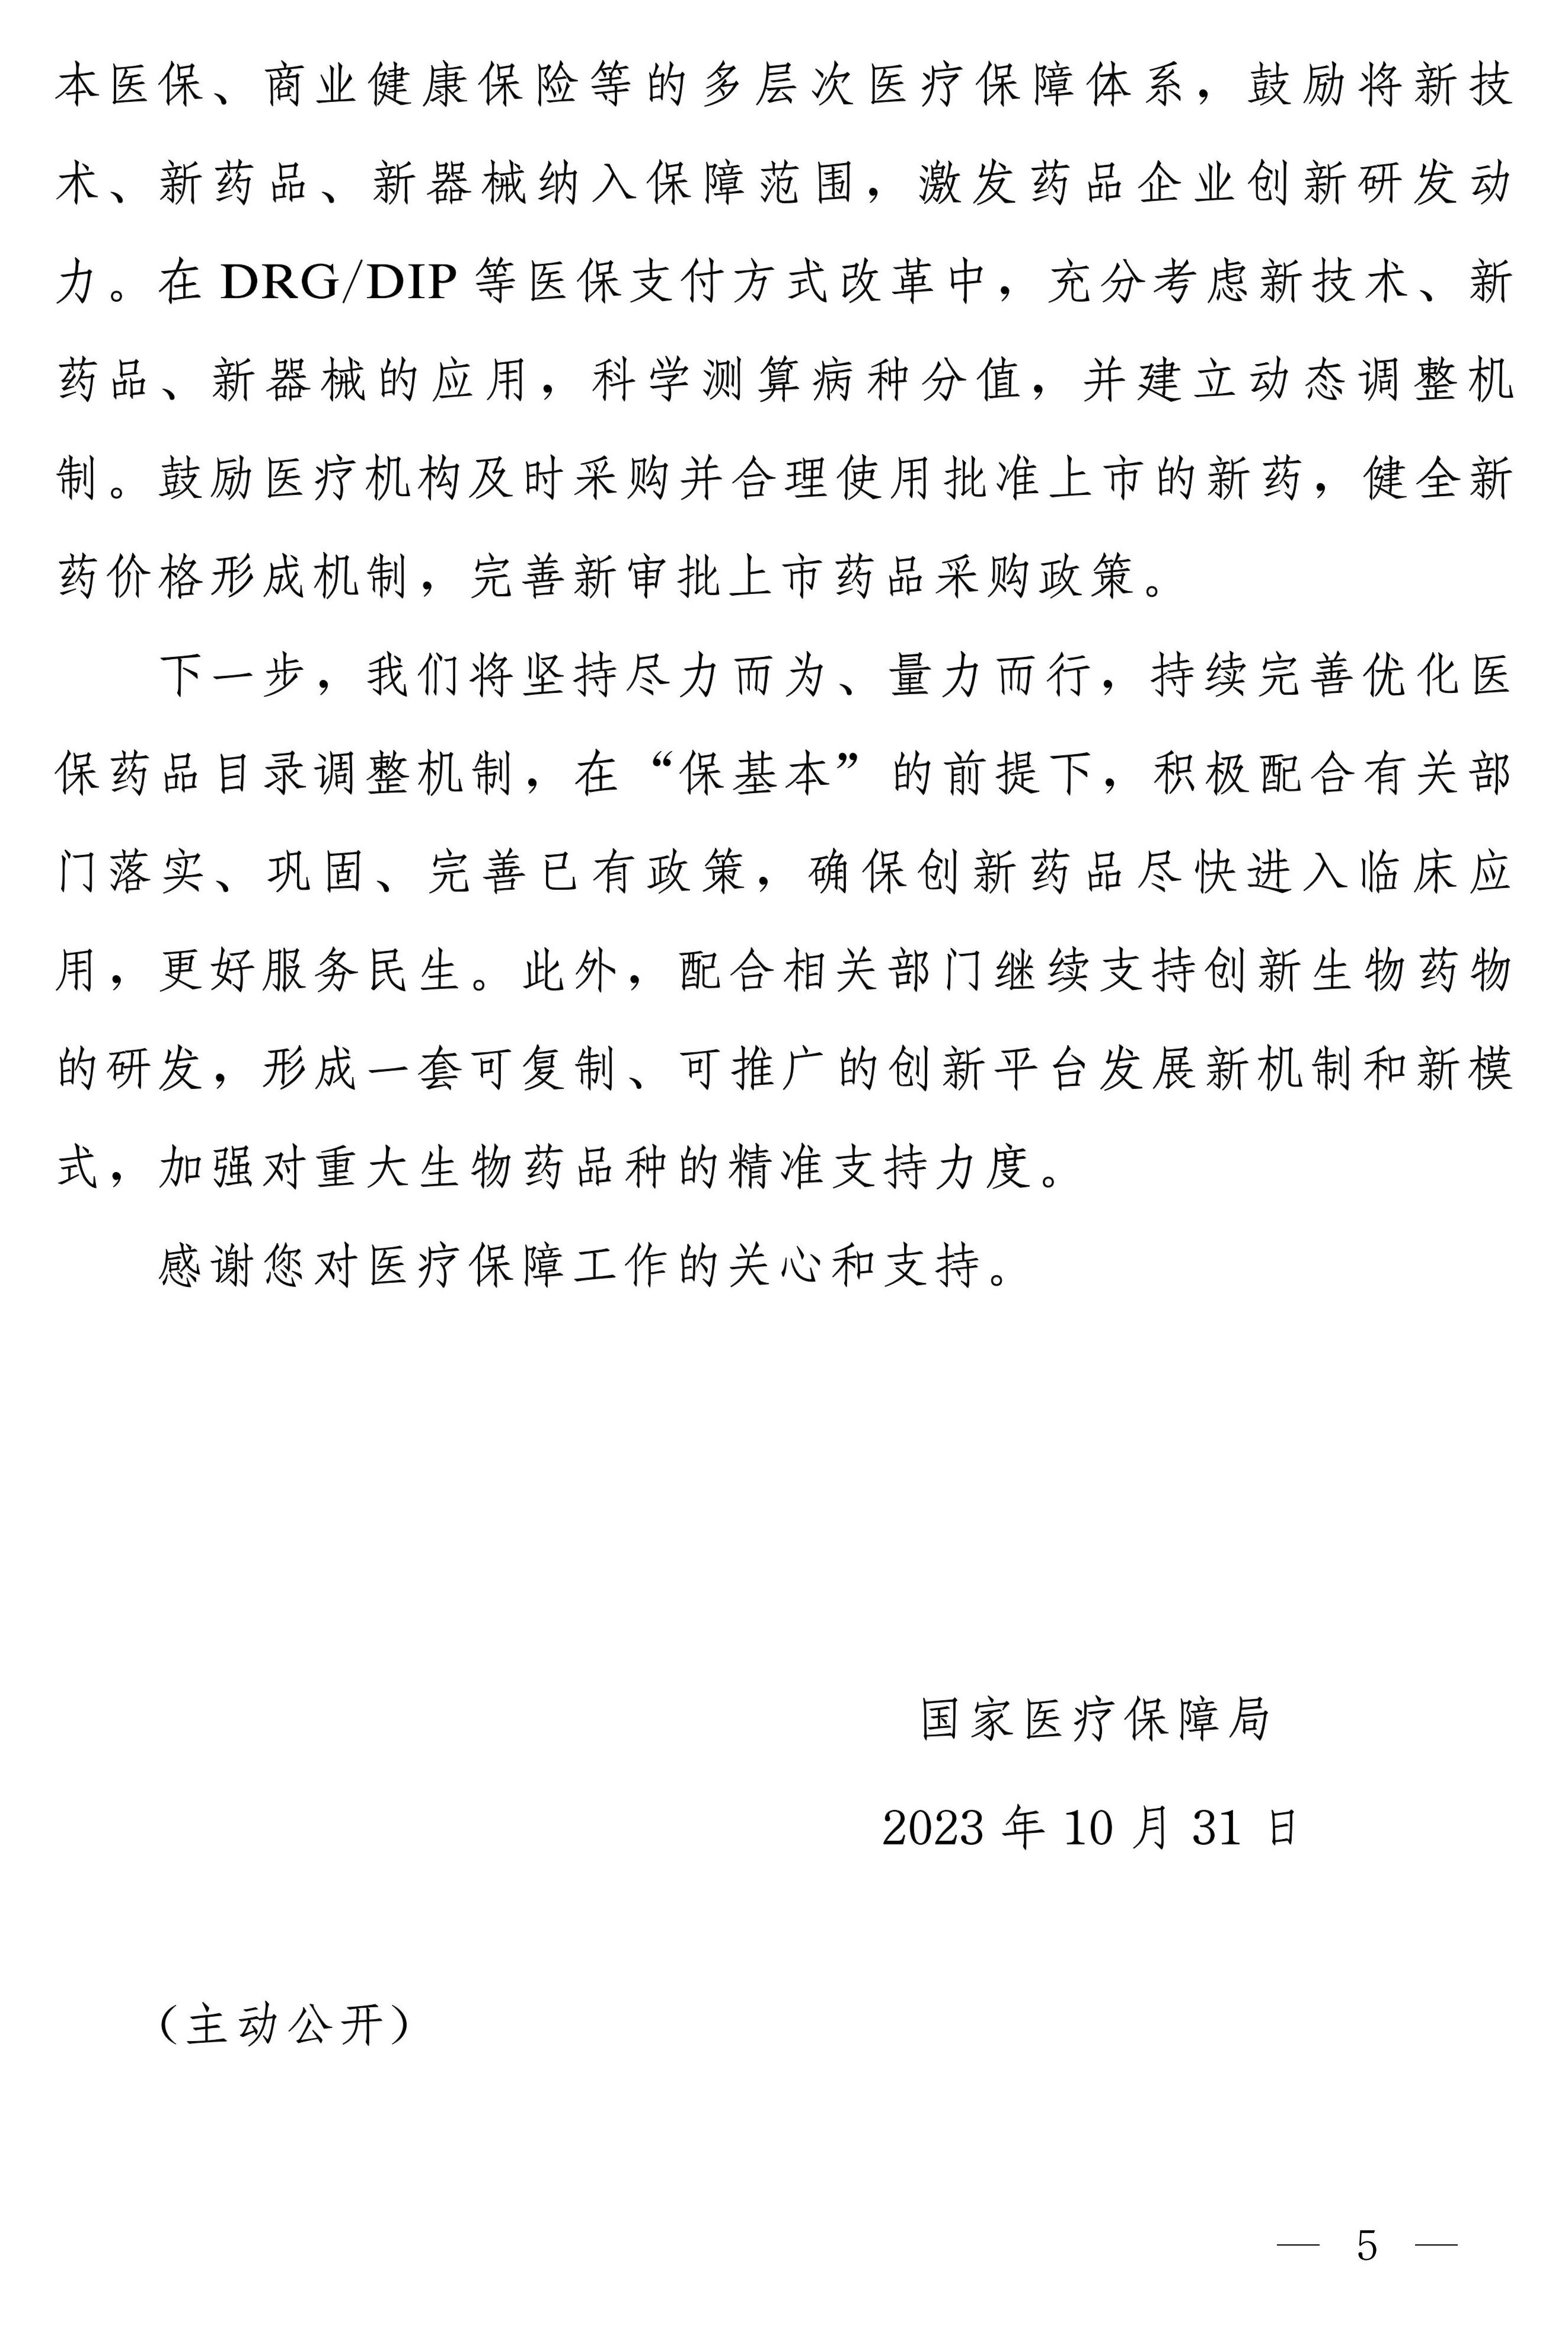 本医保、商业健康保险等的多层次医疗保障体系，鼓励将新技
术、新药品、新器械纳入保障范围，激发药品企业创新研发动
力。在 DRG/DIP 等医保支付方式改革中，充分考虑新技术、新
药品、新器械的应用，科学测算病种分值，并建立动态调整机
制。鼓励医疗机构及时采购并合理使用批准上市的新药，健全新
药价格形成机制，完善新审批上市药品采购政策。
下一步，我们将坚持尽力而为、量力而行，持续完善优化医
保药品目录调整机制，在“保基本”的前提下，积极配合有关部
门落实、巩固、完善已有政策，确保创新药品尽快进入临床应
用，更好服务民生。此外，配合相关部门继续支持创新生物药物
的研发，形成一套可复制、可推广的创新平台发展新机制和新模
式，加强对重大生物药品种的精准支持力度。
感谢您对医疗保障工作的关心和支持。
国家医疗保障局
2023 年 10 月 31 日
（主动公开）
— 5 —